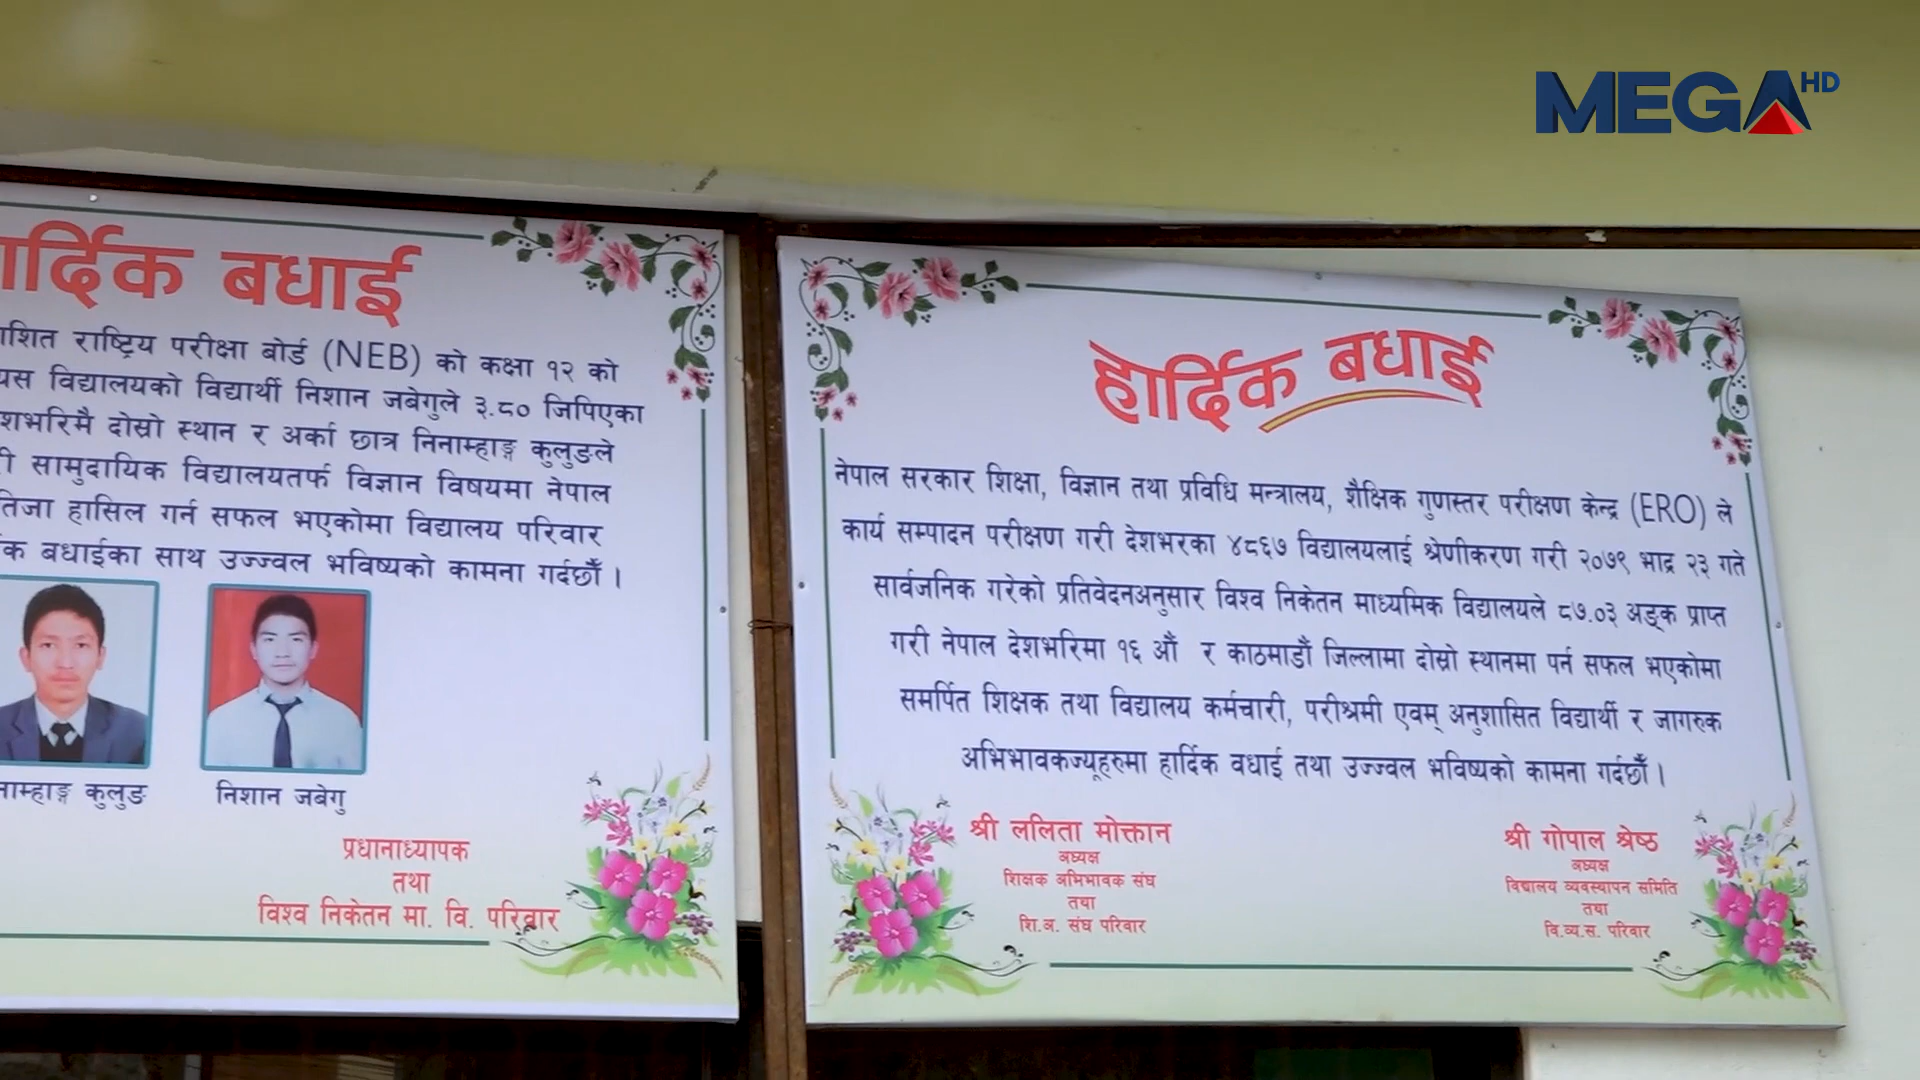 MEGA HD
हार्दिक बधाई
राष्ट्रिय परीक्षा बोर्ड (NEB) को कक्षा १२ को
विद्यालयको विद्यार्थी निशान जबेगुले ३.८० जिपिएका
दोस्रो स्थान र अर्का छात्र निनाम्हाङ्ग कुलुङले
सामुदायिक विद्यालयतर्फ विज्ञान विषयमा नेपाल
हासिल गर्न सफल भएकोमा विद्यालय परिवार
बधाईका साथ उज्ज्वल भविष्यको कामना गर्दछौँ ।
कुलुङ
निशान जबेगु
प्रधानाध्यापक
तथा
विश्व निकेतन मा. वि. परिवार
हार्दिक बधाई
नेपाल सरकार शिक्षा, विज्ञान तथा प्रविधि मन्त्रालय, शैक्षिक गुणस्तर परीक्षण केन्द्र (ERO) ले
कार्य सम्पादन परीक्षण गरी देशभरका ४८६७ विद्यालयलाई श्रेणीकरण गरी २०७९ भाद्र २३ गते
सार्वजनिक गरेको प्रतिवेदनअनुसार विश्व निकेतन माध्यमिक विद्यालयले ८७.०३ अङ्क प्राप्त
गरी नेपाल देशभरिमा १६ औं र काठमाडौं जिल्लामा दोस्रो स्थानमा पर्न सफल भएकोमा
समर्पित शिक्षक तथा विद्यालय कर्मचारी, परीश्रमी एवम् अनुशासित विद्यार्थी र जागरुक
अभिभावकज्यूहरुमा हार्दिक वधाई तथा उज्ज्वल भविष्यको कामना गर्दछौँ ।
श्री ललिता मोक्तान
अध्यक्ष
शिक्षक अभिभावक संघ
तथा
शि.अ. संघ परिवार
श्री गोपाल श्रेष्ठ
अध्यक्ष
विद्यालय व्यवस्थापन समिति
तथा
वि.व्य.स. परिवार